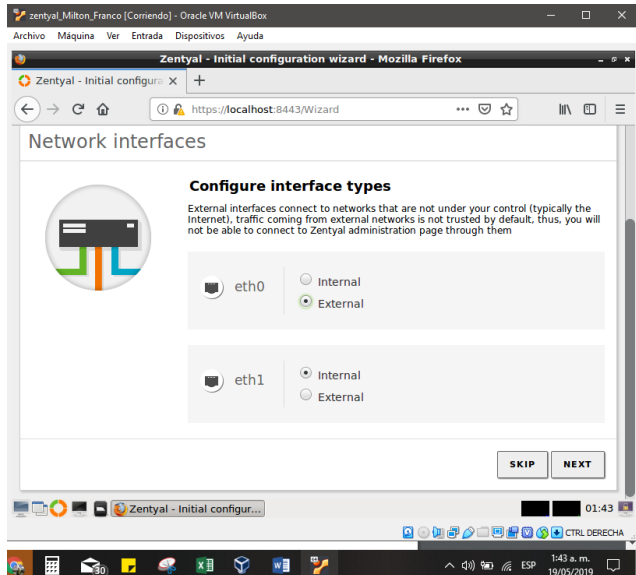 zentyal_Milton_Franco [Corriendo] - Oracle VM VirtualBox
Archivo Máquina Ver Entrada Dispositivos Ayuda
Zentyal - Initial configuration wizard - Mozilla Firefox
Zentyal - Initial configura
https://localhost:8443/Wizard
Network interfaces
Configure interface types
External interfaces connect to networks that are not under your control (typically the
Internet), traffic coming from external networks is not trusted by default, thus, you will
not be able to connect to Zentyal administration page through them
eth0
Internal
External
eth1
Internal
External
SKIP NEXT
Zentyal - Initial configur...
01:43
CTRL DERECHA
30
ESP
1:43 a. m.
19/05/2019